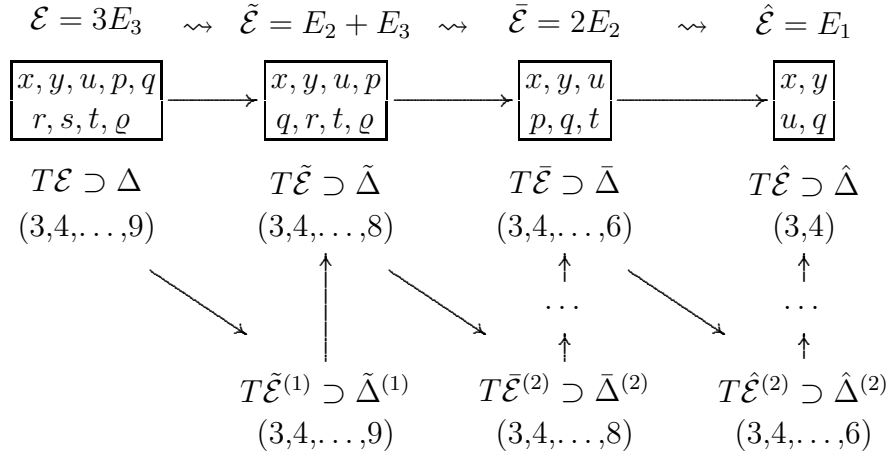 ℰ = 3E₃ ⇝ ℰ̃ = E₂ + E₃ ⇝ ℰ̄ = 2E₂ ⇝ ℰ̂ = E₁
x, y, u, p, q x, y, u, p x, y, u x, y
r, s, t, ϱ q, r, t, ϱ p, q, t u, q
Tℰ ⊃ Δ Tℰ̃ ⊃ Δ̃ Tℰ̄ ⊃ Δ̄ Tℰ̂ ⊃ Δ̂
(3,4,…,9) (3,4,…,8) (3,4,…,6) (3,4)
⋯ ⋯
Tℰ̃⁽¹⁾ ⊃ Δ̃⁽¹⁾ Tℰ̄⁽²⁾ ⊃ Δ̄⁽²⁾ Tℰ̂⁽²⁾ ⊃ Δ̂⁽²⁾
(3,4,…,9) (3,4,…,8) (3,4,…,6)